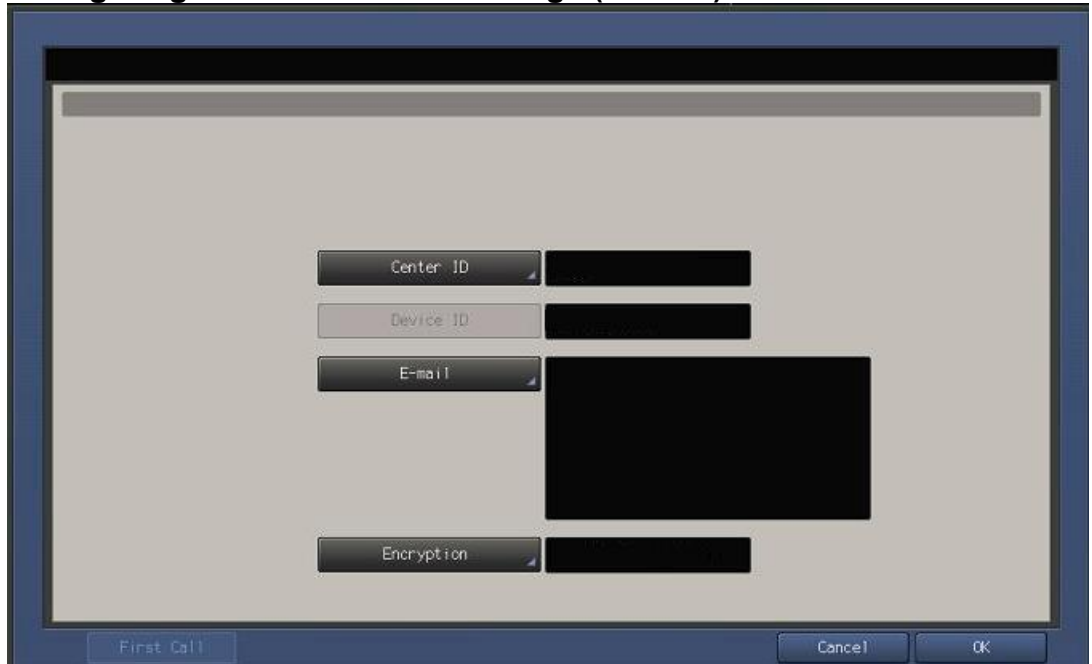 Center ID
Device ID
E-mail
Encryption
First Call
Cancel
OK